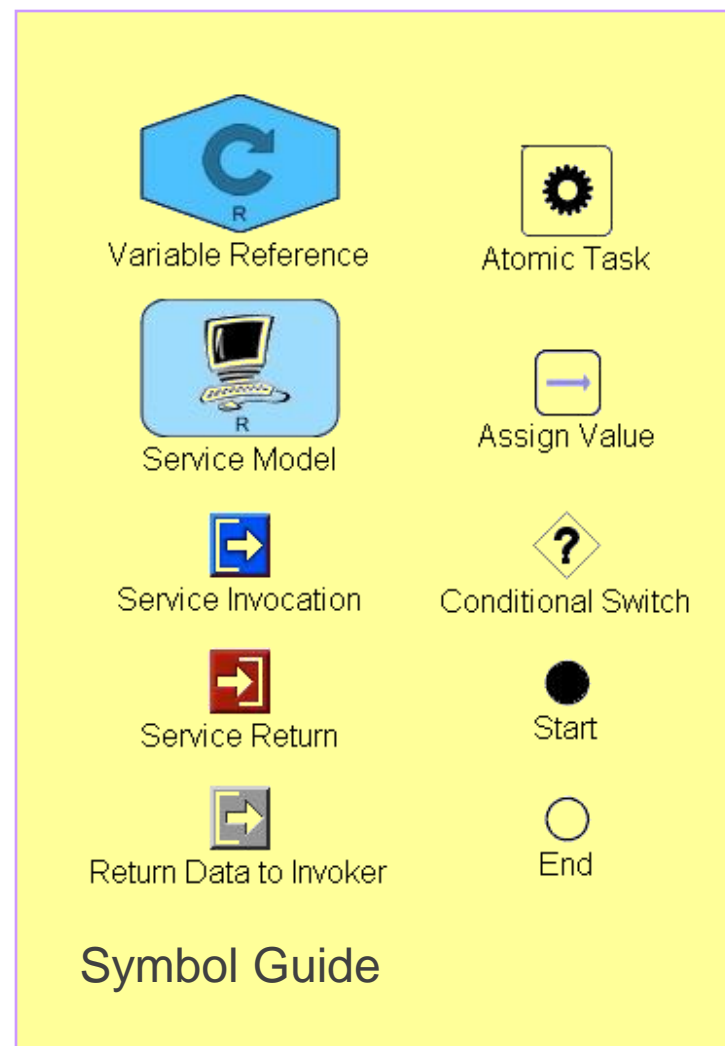 R
Variable Reference
Atomic Task
R
Service Model
Assign Value
?
Service Invocation
Conditional Switch
Service Return
Start
Return Data to Invoker
End
Symbol Guide